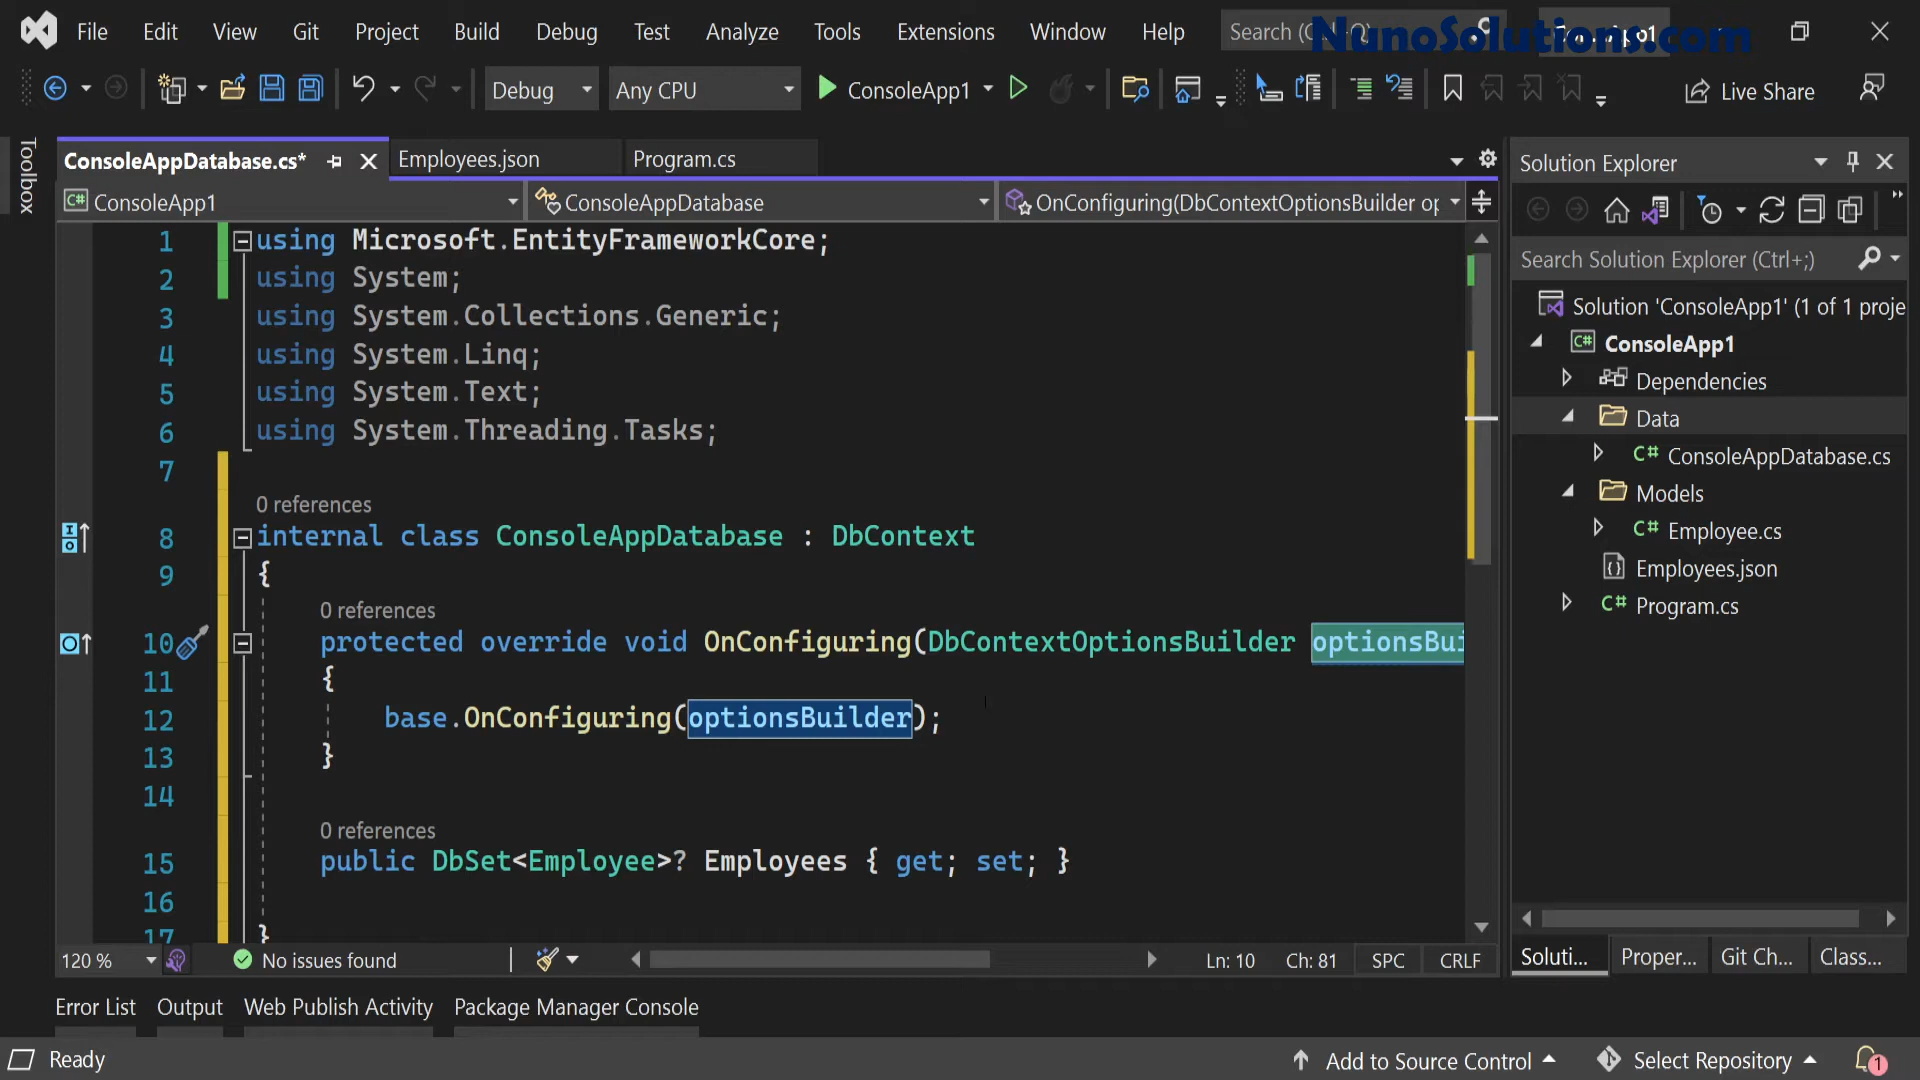 File Edit View Git Project Build Debug Test Analyze Tools Extensions Window Help Search (Ctrl+Q)
NunoSolutions.com
Debug Any CPU ConsoleApp1 Live Share
Toolbox
ConsoleAppDatabase.cs* Employees.json Program.cs
ConsoleApp1 ConsoleAppDatabase OnConfiguring(DbContextOptionsBuilder op
1 using Microsoft.EntityFrameworkCore;
2 using System;
3 using System.Collections.Generic;
4 using System.Linq;
5 using System.Text;
6 using System.Threading.Tasks;
7
0 references
8 internal class ConsoleAppDatabase : DbContext
9 {
0 references
10 protected override void OnConfiguring(DbContextOptionsBuilder optionsBui
11 {
12 base.OnConfiguring(optionsBuilder);
13 }
14
0 references
15 public DbSet<Employee>? Employees { get; set; }
16
17 }
120 % No issues found Ln: 10 Ch: 81 SPC CRLF
Solution Explorer
Search Solution Explorer (Ctrl+;)
Solution 'ConsoleApp1' (1 of 1 proje
ConsoleApp1
Dependencies
Data
ConsoleAppDatabase.cs
Models
Employee.cs
Employees.json
Program.cs
Soluti... Proper... Git Ch... Class...
Error List Output Web Publish Activity Package Manager Console
Ready Add to Source Control Select Repository 1